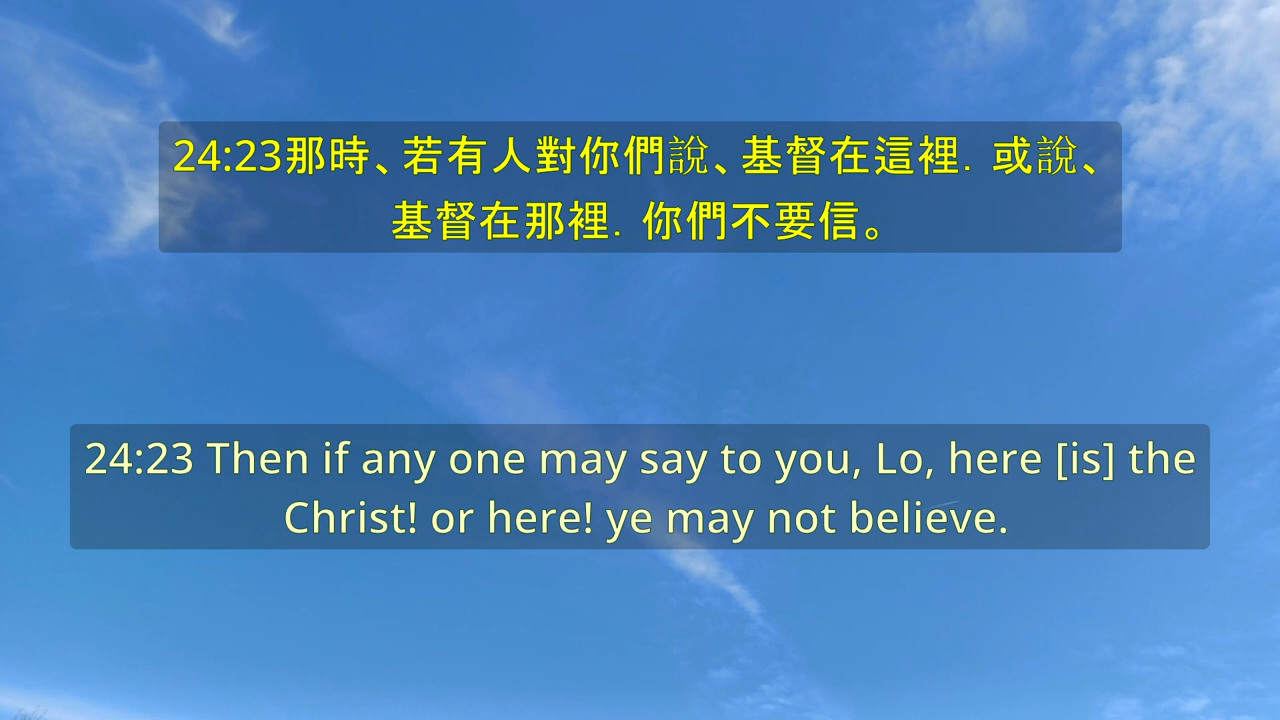 24:23那時、若有人對你們說、基督在這裡．或說、
基督在那裡．你們不要信。
24:23 Then if any one may say to you, Lo, here [is] the
Christ! or here! ye may not believe.